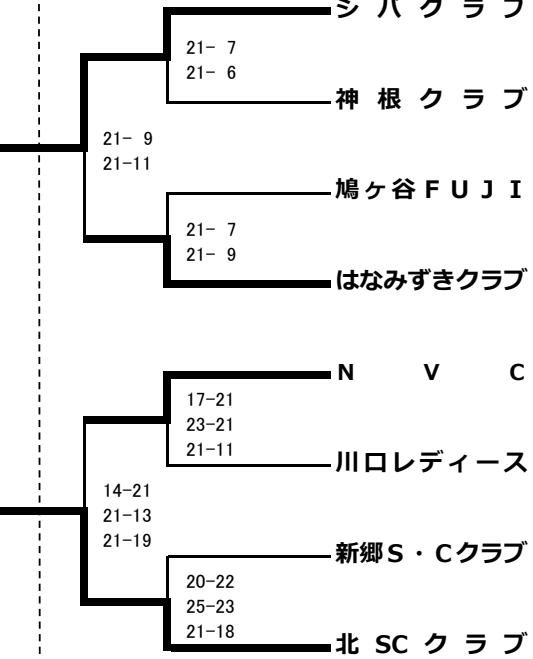 シバクラブ
21- 7
21- 6
神根クラブ
21- 9
21-11
鳩ヶ谷FUJI
21- 7
21- 9
はなみずきクラブ
N V C
17-21
23-21
21-11
川口レディース
14-21
21-13
21-19
新郷S・Cクラブ
20-22
25-23
21-18
北SCクラブ